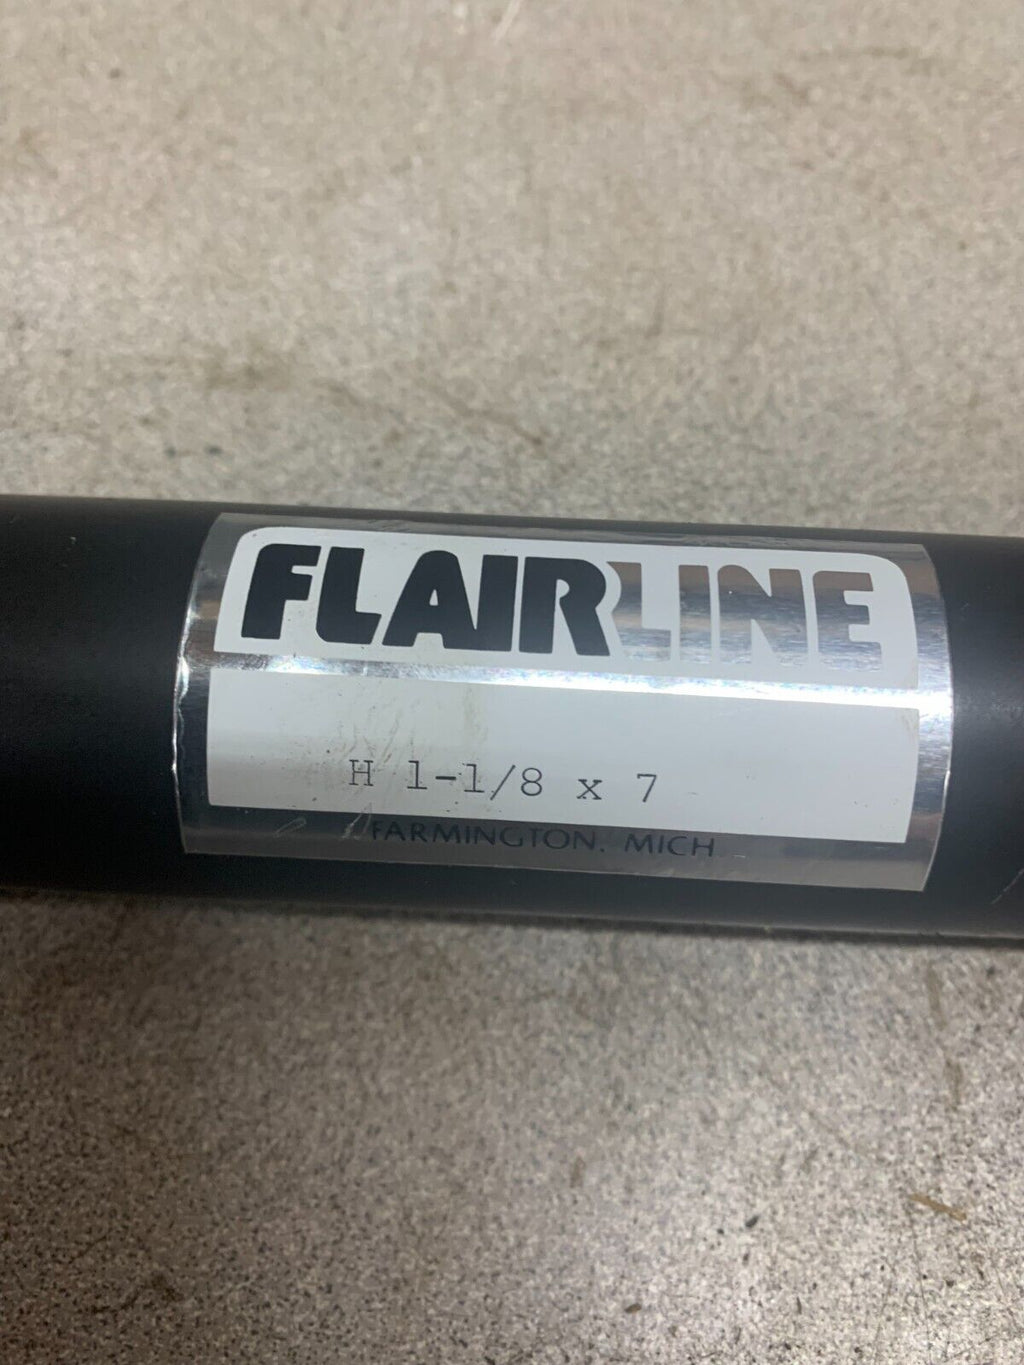 FLAIRLINE
H 1-1/8 x 7
FARMINGTON, MICH